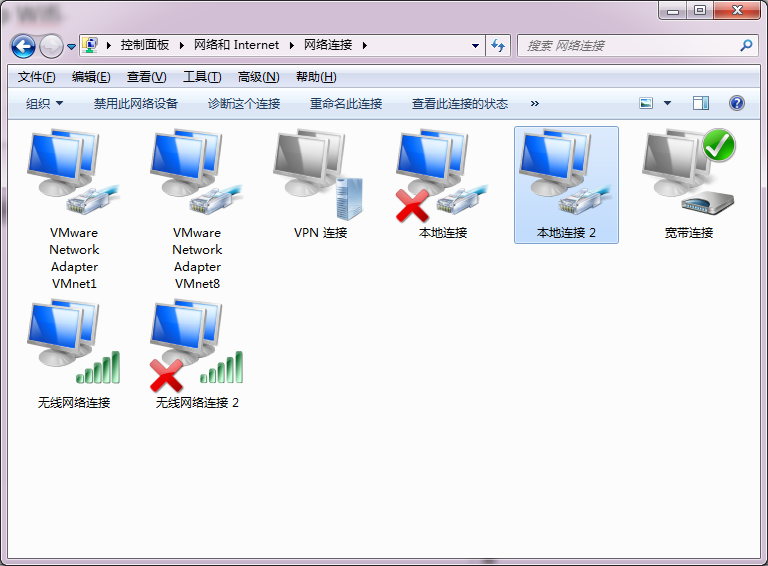 控制面板 网络和 Internet 网络连接
搜索 网络连接
文件(F) 编辑(E) 查看(V) 工具(T) 高级(N) 帮助(H)
组织 禁用此网络设备 诊断这个连接 重命名此连接 查看此连接的状态 »
VMware
Network
Adapter
VMnet1
VMware
Network
Adapter
VMnet8
VPN 连接
本地连接
本地连接 2
宽带连接
无线网络连接
无线网络连接 2